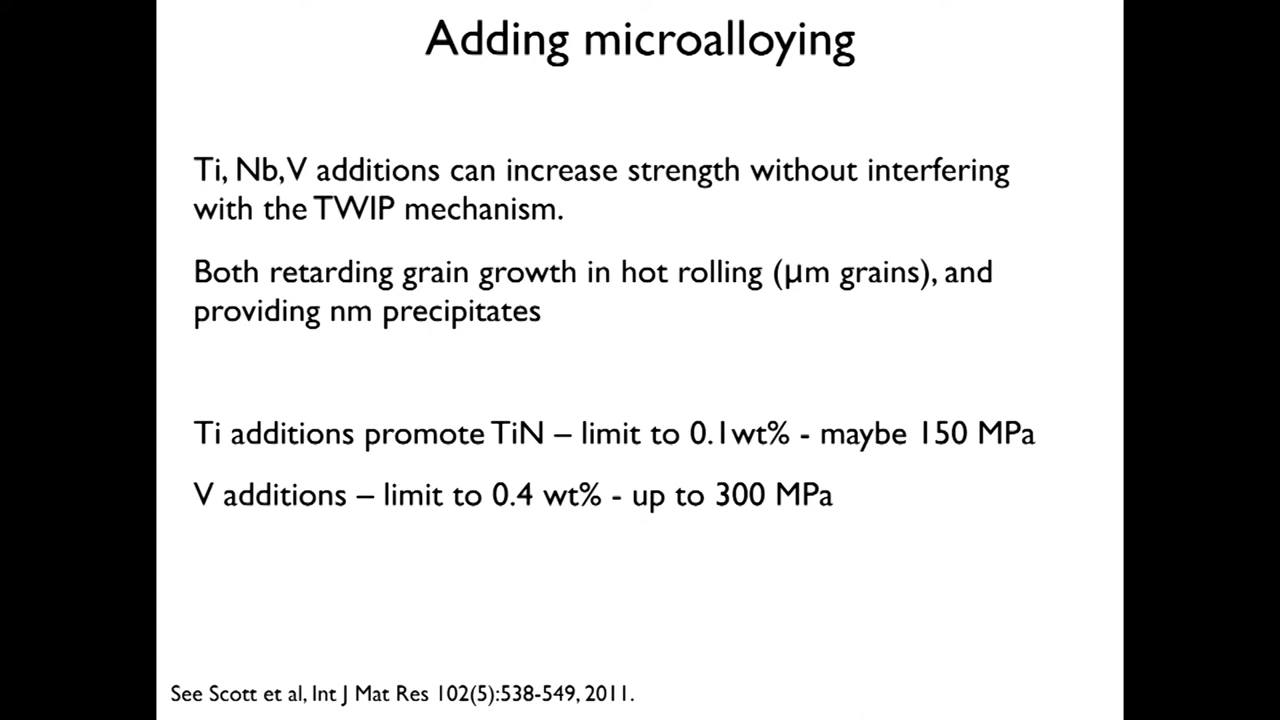 Adding microalloying
Ti, Nb, V additions can increase strength without interfering
with the TWIP mechanism.
Both retarding grain growth in hot rolling (μm grains), and
providing nm precipitates
Ti additions promote TiN – limit to 0.1wt% - maybe 150 MPa
V additions – limit to 0.4 wt% - up to 300 MPa
See Scott et al, Int J Mat Res 102(5):538-549, 2011.